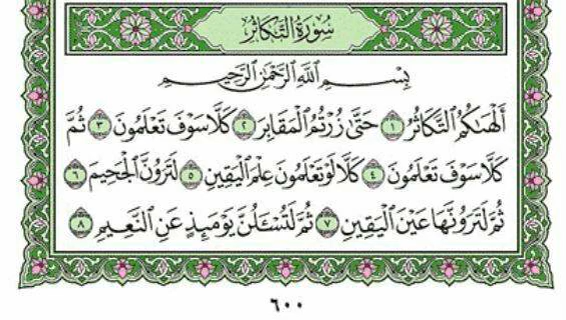 سُورَةُ التَّكَاثُرِ
بِسْمِ اللَّهِ الرَّحْمَٰنِ الرَّحِيمِ
أَلْهَىٰكُمُ التَّكَاثُرُ ١ حَتَّىٰ زُرْتُمُ الْمَقَابِرَ ٢ كَلَّا سَوْفَ تَعْلَمُونَ ٣ ثُمَّ
كَلَّا سَوْفَ تَعْلَمُونَ ٤ كَلَّا لَوْ تَعْلَمُونَ عِلْمَ الْيَقِينِ ٥ لَتَرَوُنَّ الْجَحِيمَ ٦
ثُمَّ لَتَرَوُنَّهَا عَيْنَ الْيَقِينِ ٧ ثُمَّ لَتُسْـَٔلُنَّ يَوْمَئِذٍ عَنِ النَّعِيمِ ٨
٦٠٠